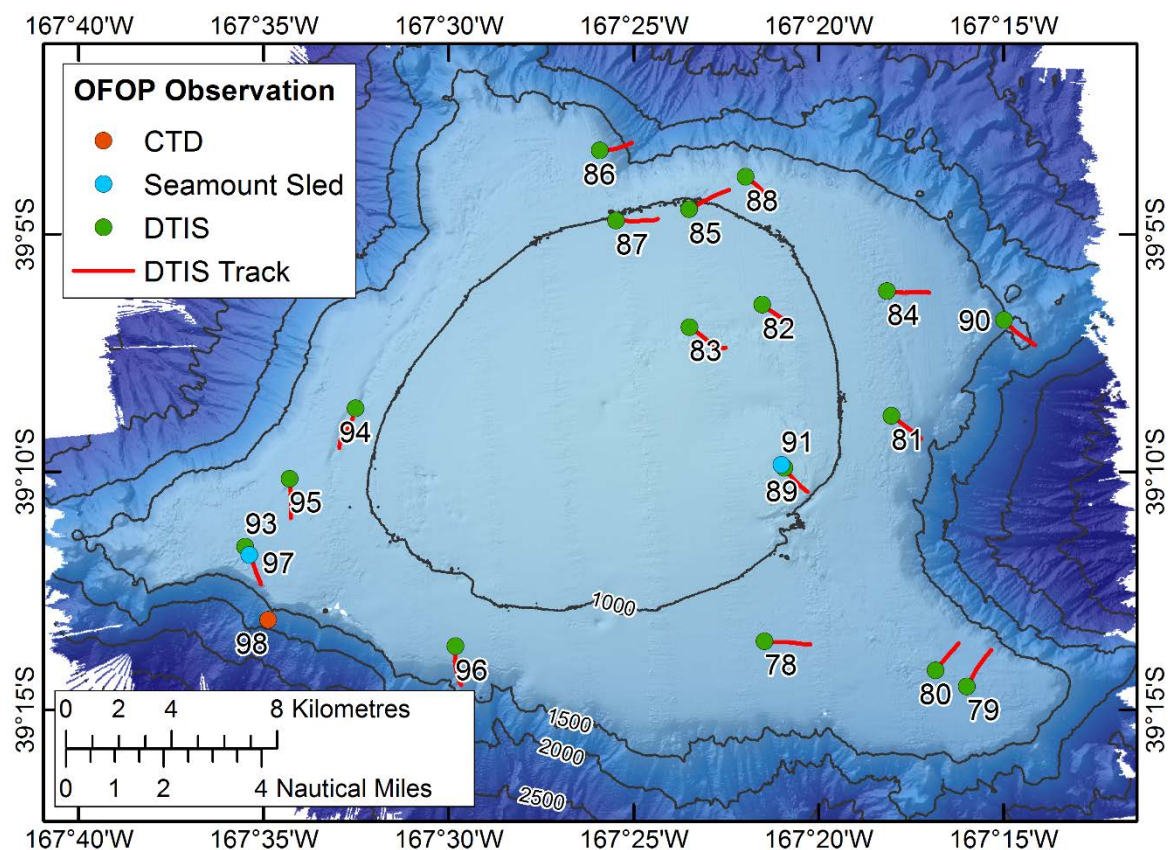 167°40'W 167°35'W 167°30'W 167°25'W 167°20'W 167°15'W
OFOP Observation
CTD
Seamount Sled
DTIS
DTIS Track
86
88
85
87
39°5'S
39°5'S
84
90
82
83
94
81
91
89
39°10'S
39°10'S
95
93
97
1000
98
78
96
80
79
39°15'S
39°15'S
1500
2000
2500
0 2 4 8 Kilometres
0 1 2 4 Nautical Miles
167°40'W 167°35'W 167°30'W 167°25'W 167°20'W 167°15'W